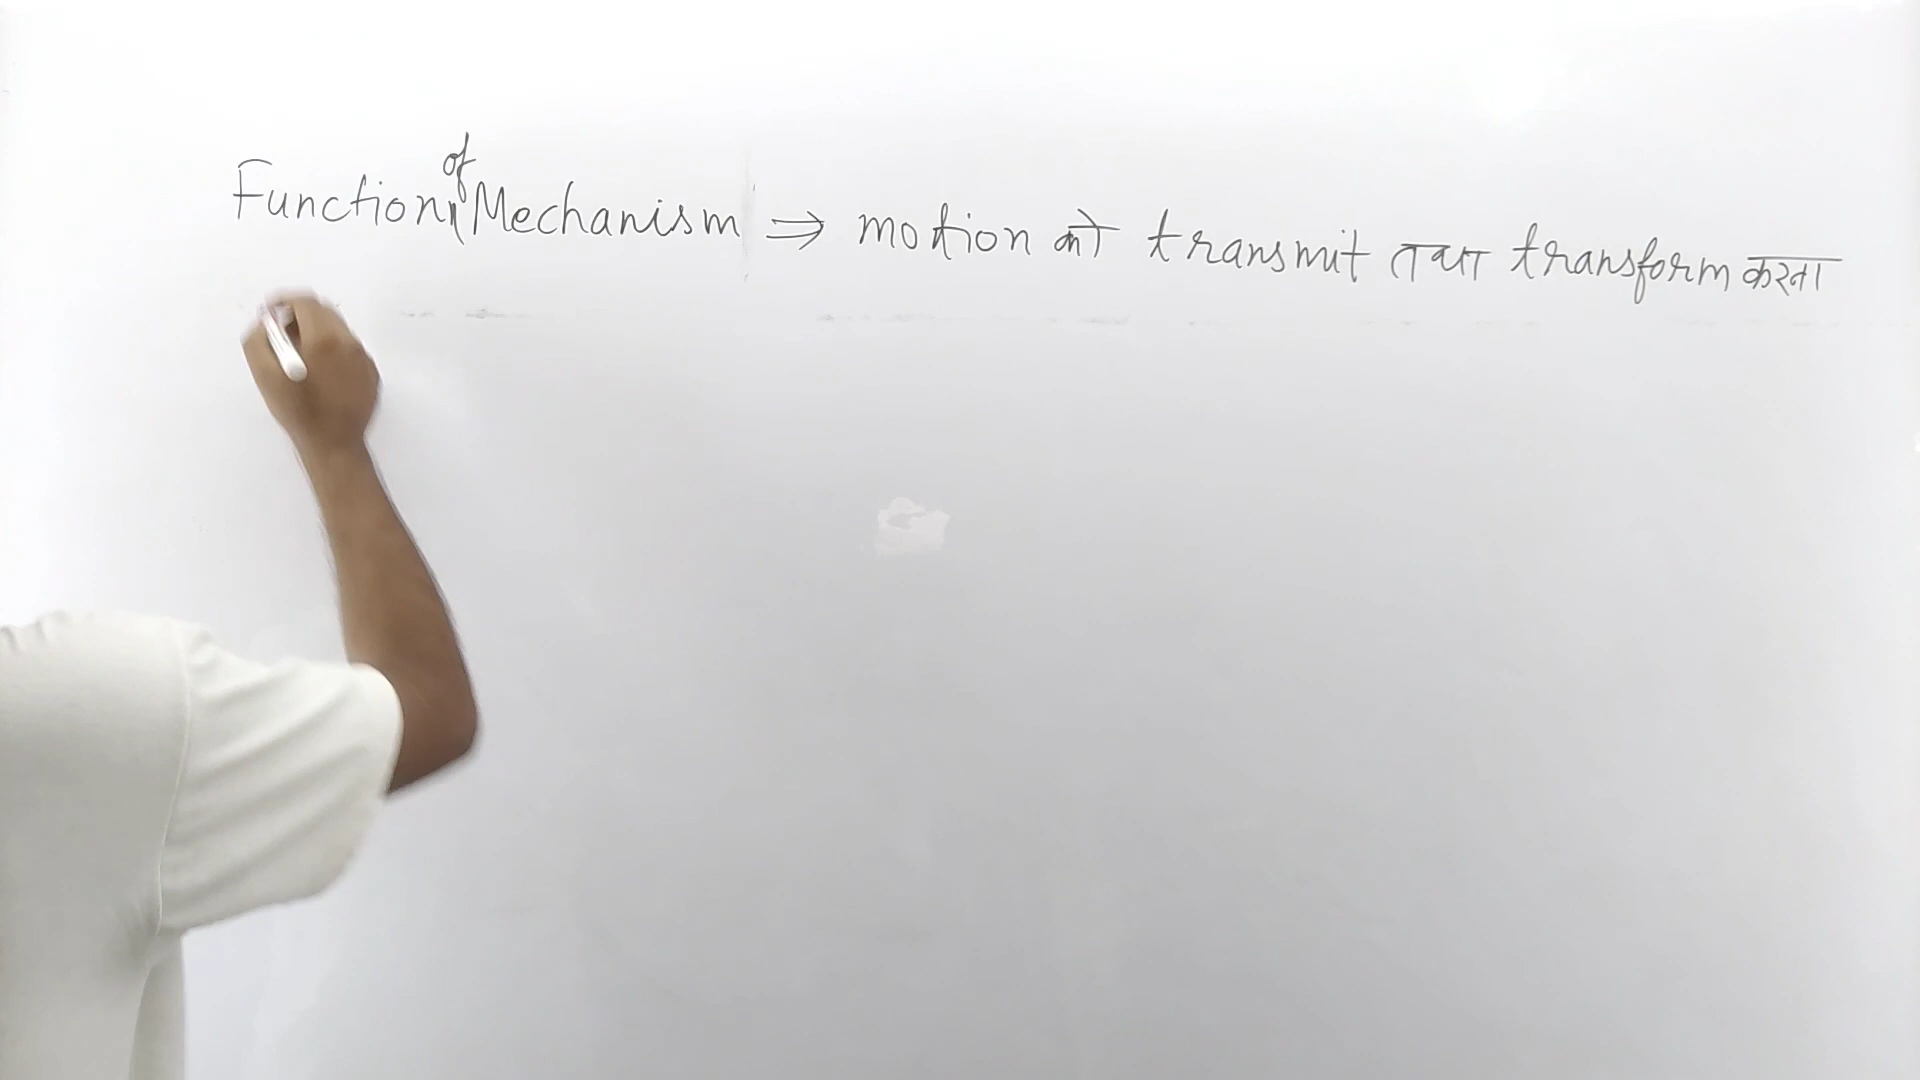 Function of Mechanism ⇒ motion को transmit तथा transform करना